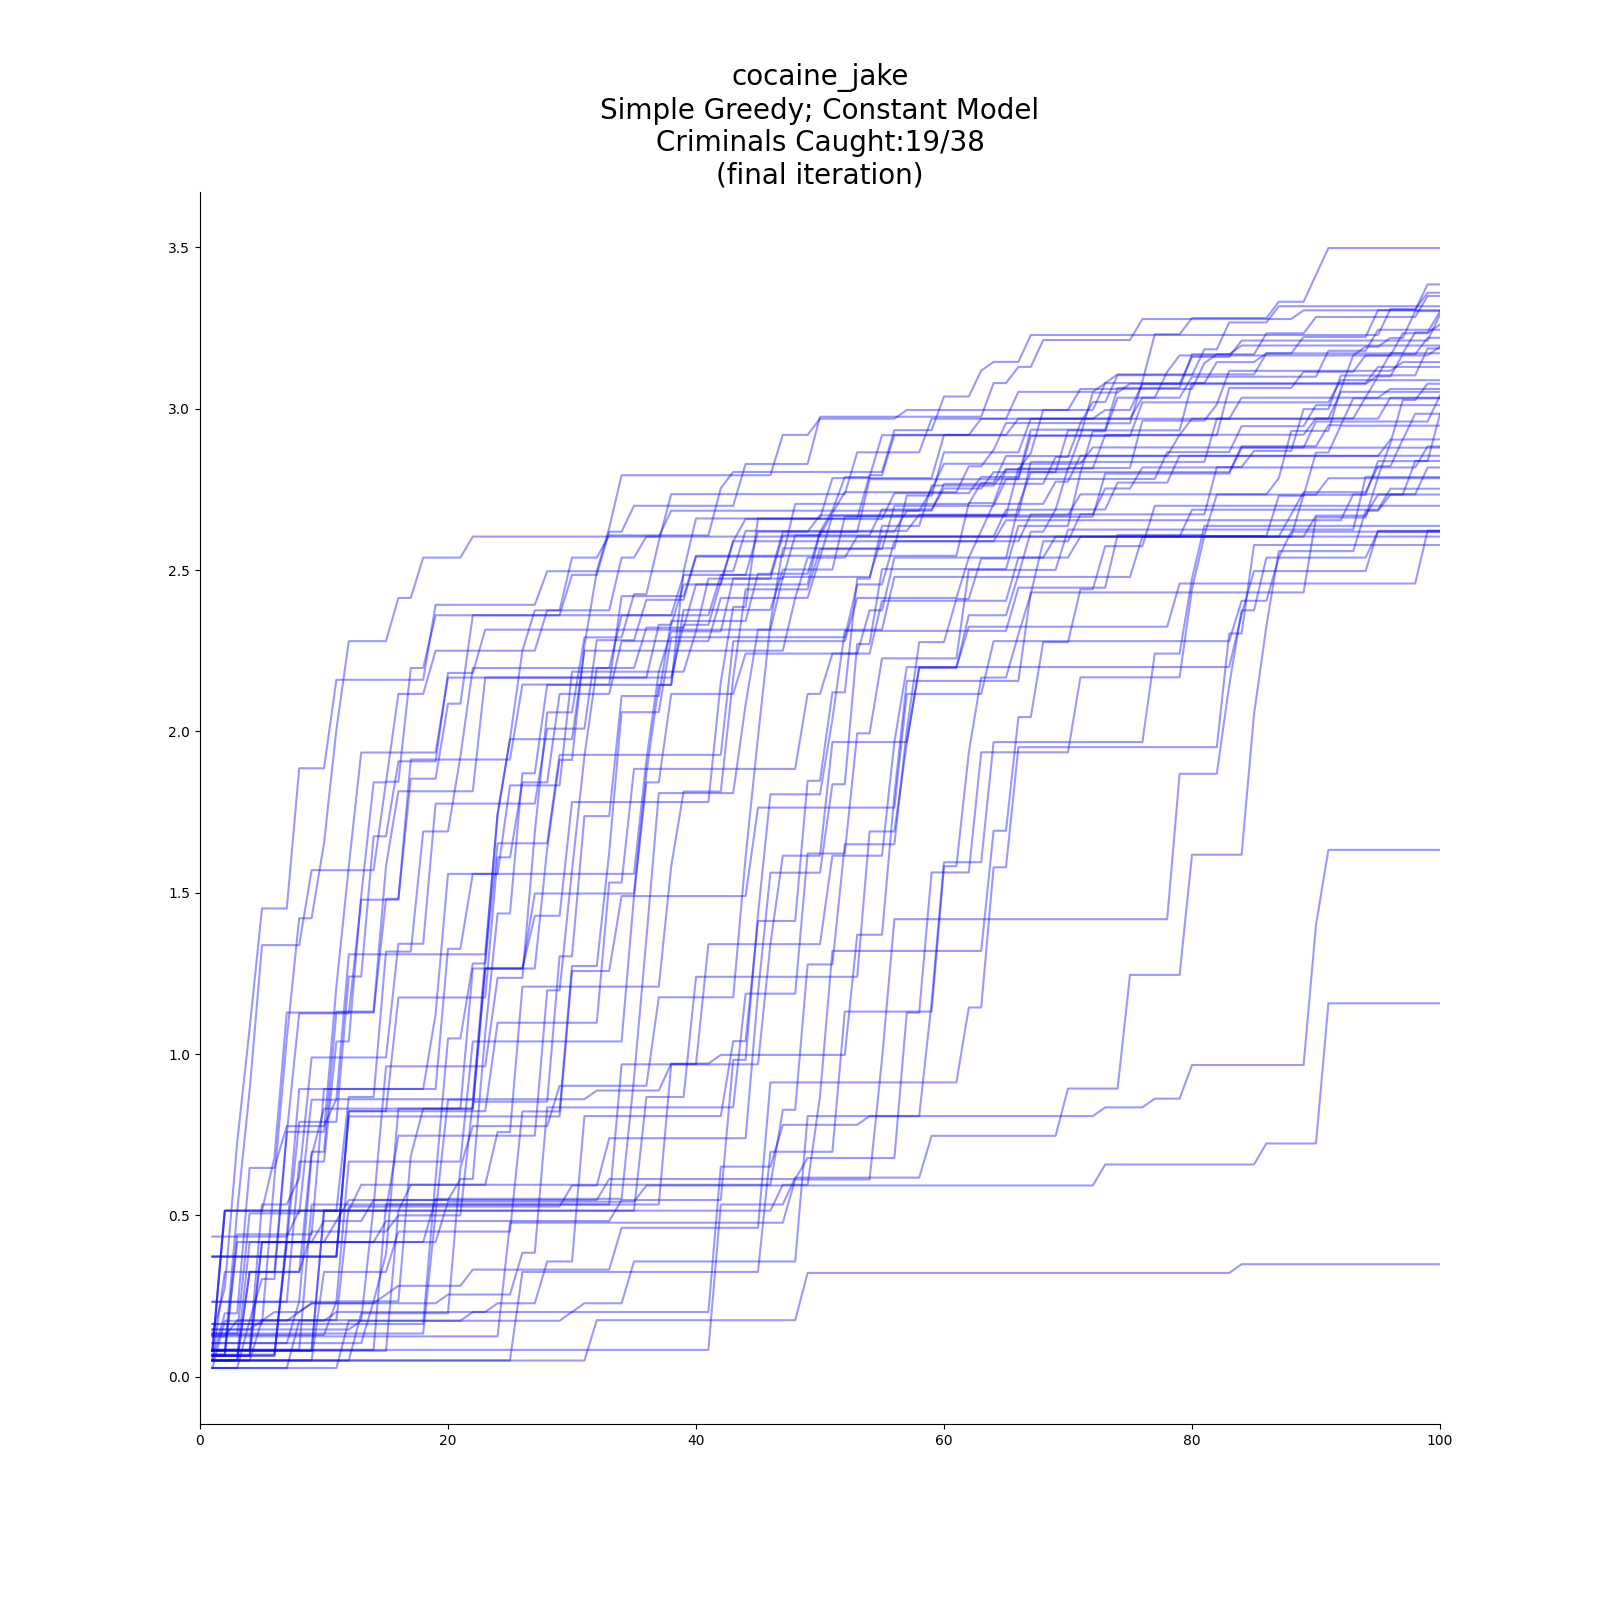 cocaine_jake
Simple Greedy; Constant Model
Criminals Caught:19/38
(final iteration)
3.5
3.0
2.5
2.0
1.5
1.0
0.5
0.0
0 20 40 60 80 100